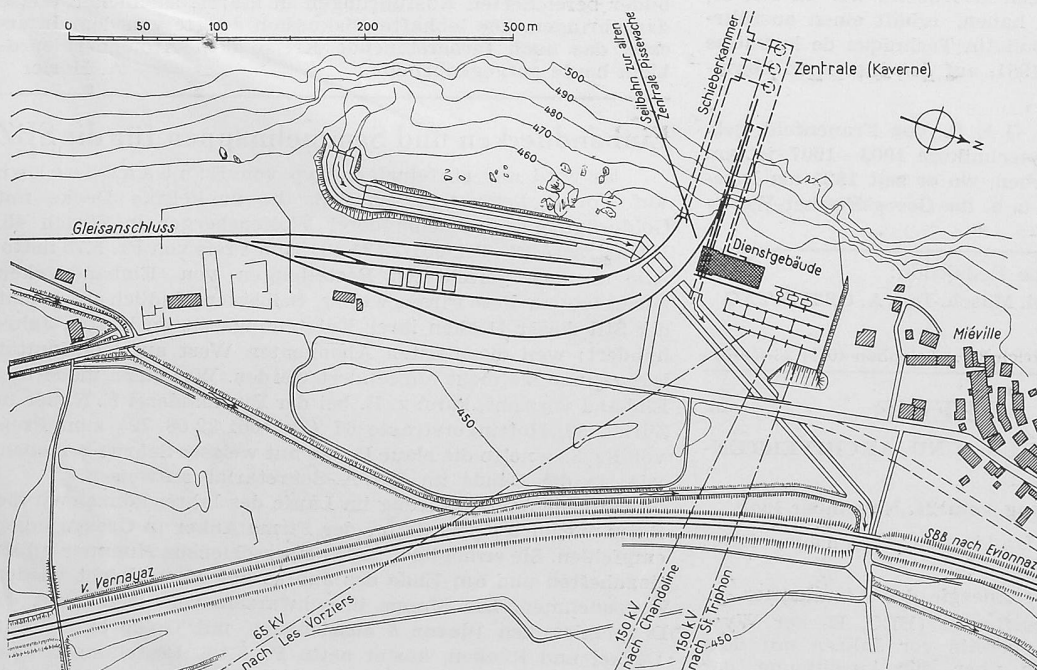 0 50 100 200 300 m
500
490
480
470
460
Seilbahn zur alten
Zentrale Pissevache
Schieberkammer
Zentrale (Kaverne)
N
Gleisanschluss
Dienstgebäude
Miéville
450
v. Vernayaz
SBB nach Evionnaz
65 KV
nach Les Vorziers
150 KV
nach Chandoline
150 KV
nach St. Triphon
450